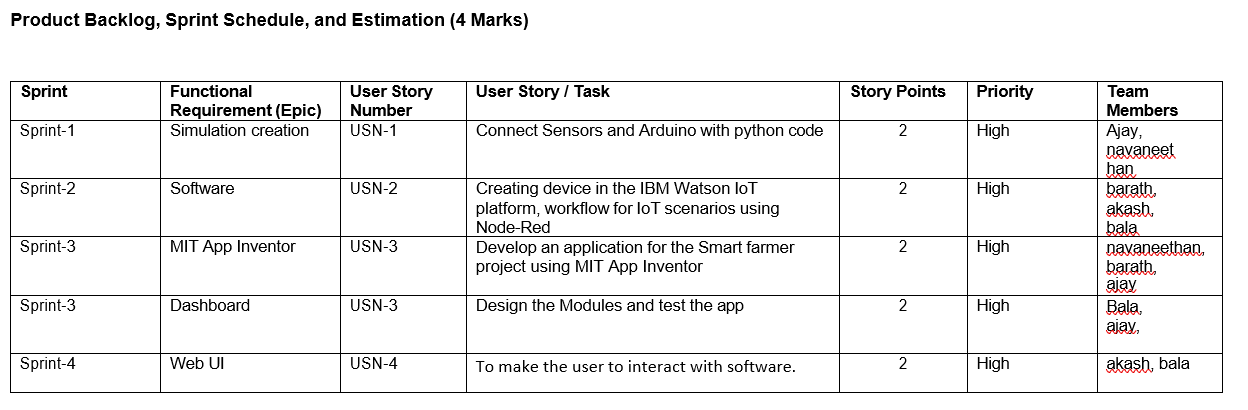 Product Backlog, Sprint Schedule, and Estimation (4 Marks)
Sprint Functional Requirement (Epic) User Story Number User Story / Task Story Points Priority Team Members
Sprint-1 Simulation creation USN-1 Connect Sensors and Arduino with python code 2 High Ajay, navaneet han
Sprint-2 Software USN-2 Creating device in the IBM Watson IoT platform, workflow for IoT scenarios using Node-Red 2 High barath, akash, bala
Sprint-3 MIT App Inventor USN-3 Develop an application for the Smart farmer project using MIT App Inventor 2 High navaneethan, barath, ajay
Sprint-3 Dashboard USN-3 Design the Modules and test the app 2 High Bala, ajay,
Sprint-4 Web UI USN-4 To make the user to interact with software. 2 High akash, bala